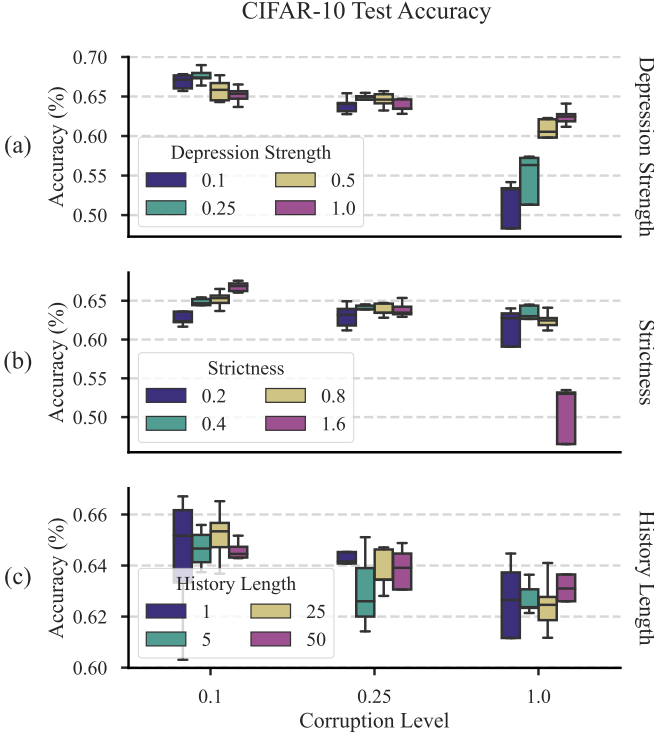 CIFAR-10 Test Accuracy
(a)
Accuracy (%)
0.70
0.65
0.60
0.55
0.50
Depression Strength
0.1
0.5
0.25
1.0
Depression Strength
(b)
Accuracy (%)
0.65
0.60
0.55
0.50
Strictness
0.2
0.8
0.4
1.6
Strictness
(c)
Accuracy (%)
0.66
0.64
0.62
0.60
History Length
1
25
5
50
History Length
0.1
0.25
1.0
Corruption Level